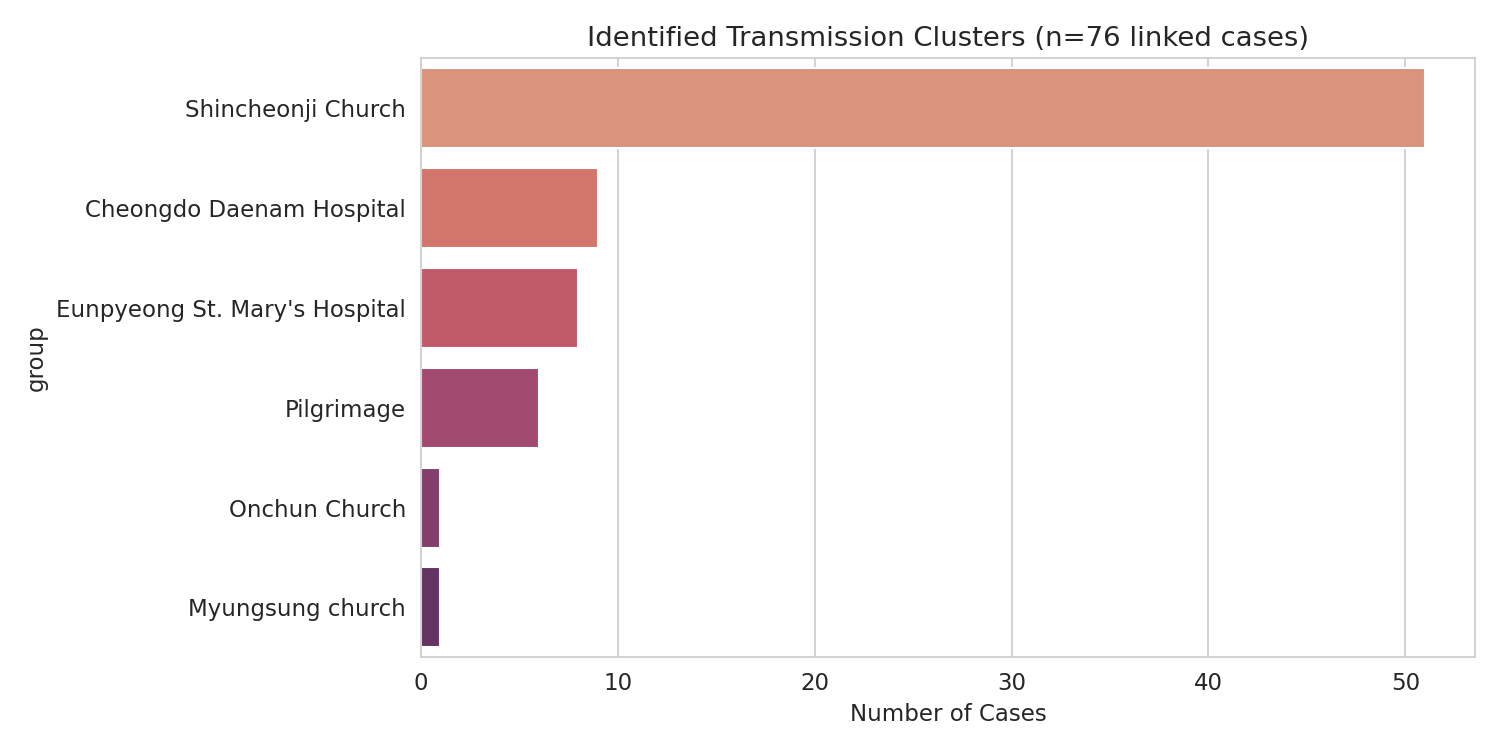 Identified Transmission Clusters (n=76 linked cases)
Shincheonji Church
Cheongdo Daenam Hospital
Eunpyeong St. Mary's Hospital
Pilgrimage
Onchun Church
Myungsung church
group
0 10 20 30 40 50
Number of Cases